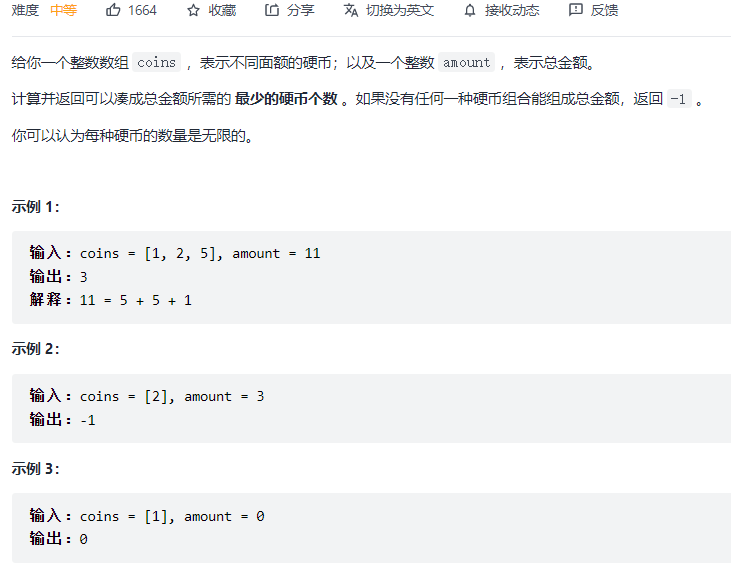 难度 中等 1664 收藏 分享 切换为英文 接收动态 反馈
给你一个整数数组 coins ，表示不同面额的硬币；以及一个整数 amount ，表示总金额。
计算并返回可以凑成总金额所需的 最少的硬币个数 。如果没有任何一种硬币组合能组成总金额，返回 -1 。
你可以认为每种硬币的数量是无限的。
示例 1：
输入：coins = [1, 2, 5], amount = 11
输出：3
解释：11 = 5 + 5 + 1
示例 2：
输入：coins = [2], amount = 3
输出：-1
示例 3：
输入：coins = [1], amount = 0
输出：0